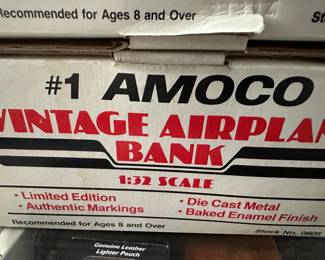 Recommended for Ages 8 and Over
#1 AMOCO
VINTAGE AIRPLAN
BANK
1:32 SCALE
• Limited Edition
• Authentic Markings
• Die Cast Metal
• Baked Enamel Finish
Recommended for Ages 8 and Over
Stock No. 0805
Genuine Leather
Lighter Pouch